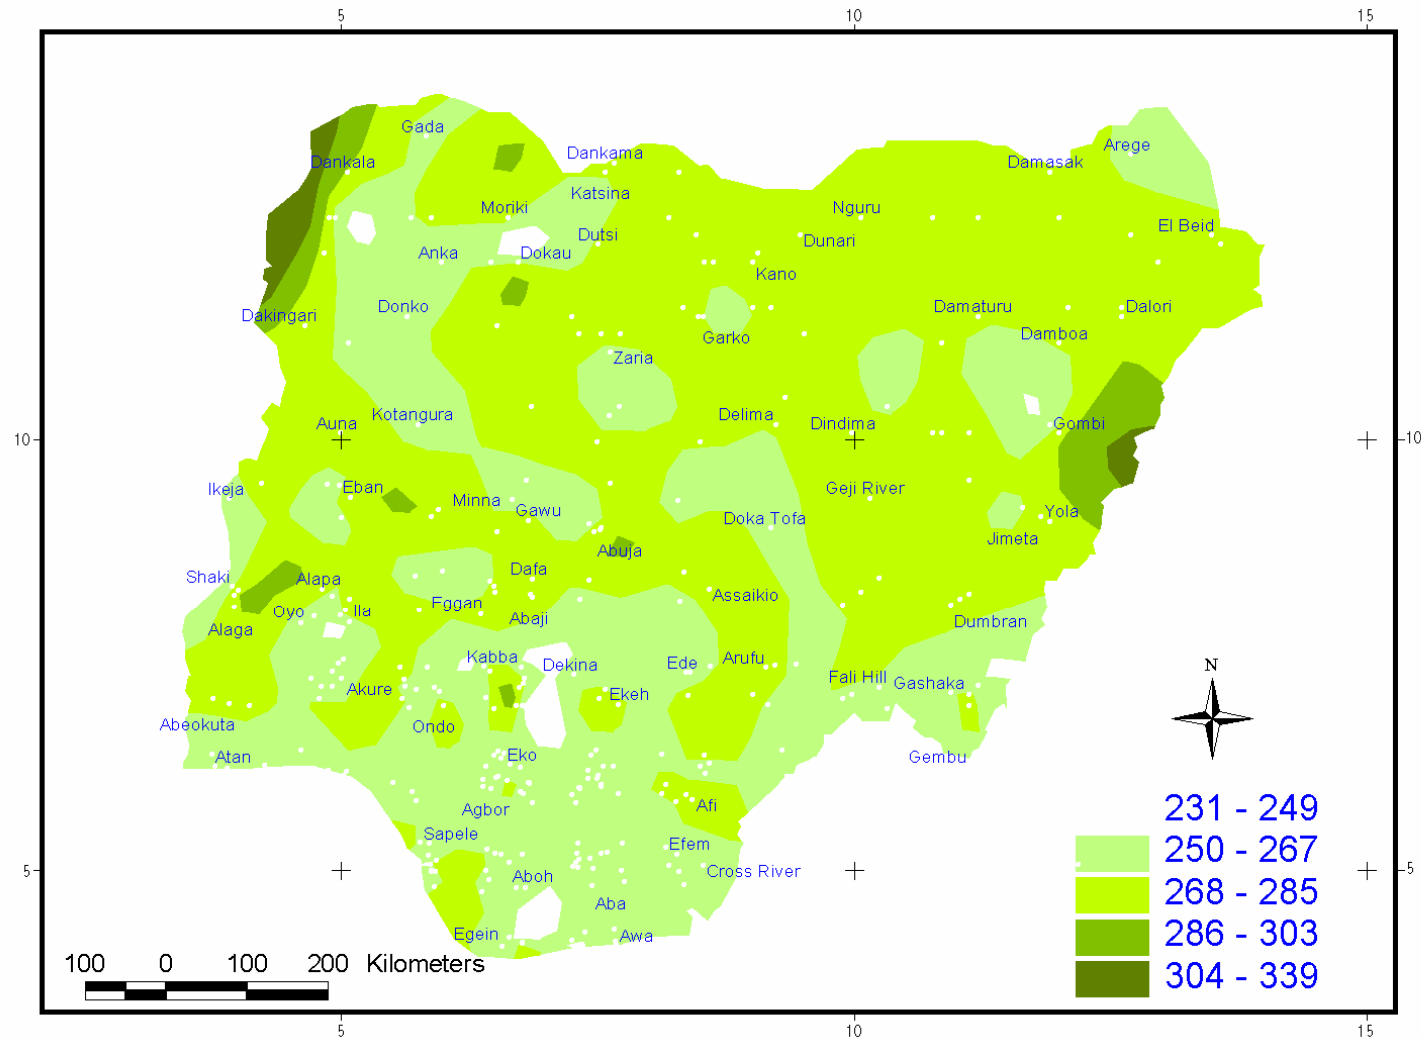 5 10 15
Gada
Arege
Dankama
Dankala
Damasak
Katsina
Moriki
Nguru
El Beid
Dutsi
Dunari
Anka
Dokau
Kano
Donko
Damaturu
Dalori
Dakingari
Garko
Damboa
Zaria
Kotangura
Delima
Auna
Dindima
Gombi
10 10
Ikeja
Eban
Minna
Geji River
Gawu
Doka Tofa
Yola
Jimeta
Abuja
Shaki
Alapa
Dafa
Oyo
Ila
Fggan
Assaikio
Abaji
Dumbran
Alaga
Kabba
Dekina
Ede
Arufu
Fali Hill
Gashaka
Akure
Ekeh
N
Abeokuta
Ondo
Atan
Eko
Gembu
Agbor
Afi
231 - 249
Sapele
Efem
250 - 267
5 Aboh Cross River 5
268 - 285
Aba
Egein
Awa
286 - 303
100 0 100 200 Kilometers
304 - 339
5 10 15